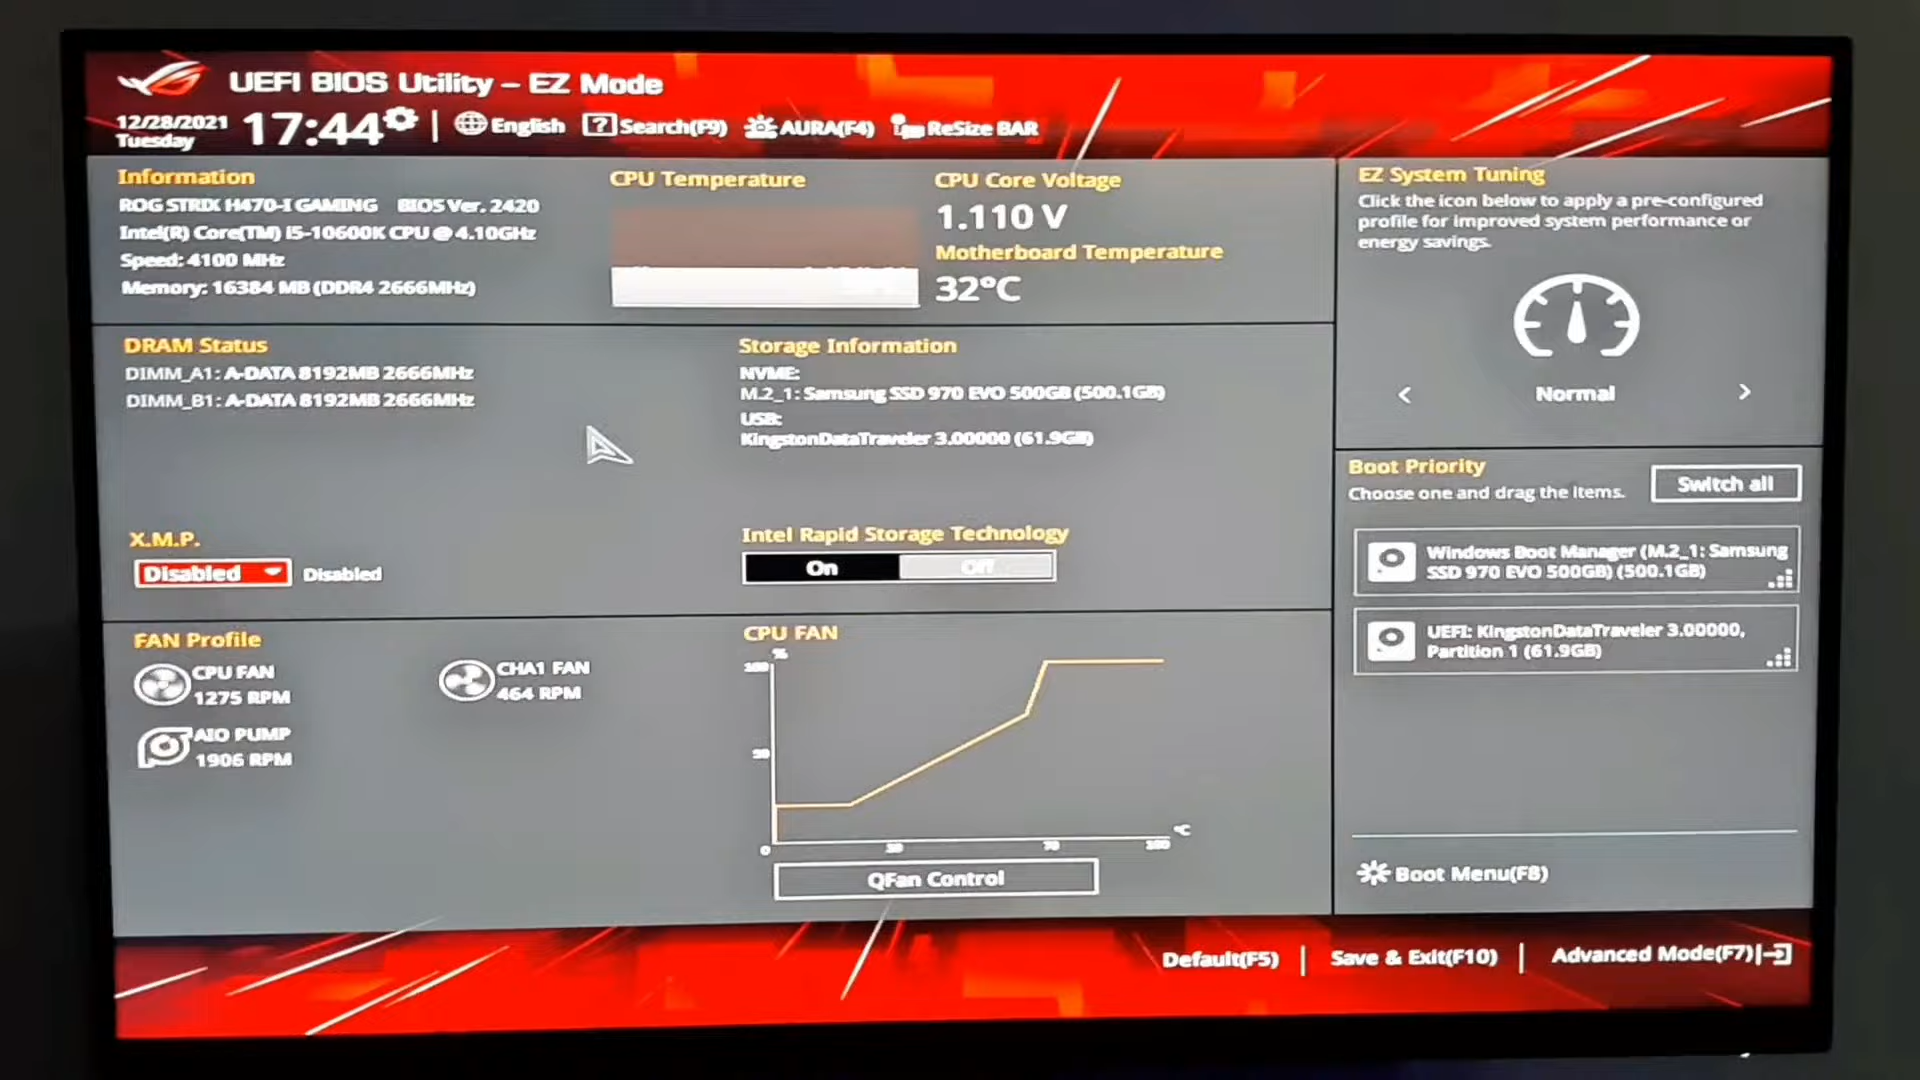 UEFI BIOS Utility – EZ Mode
12/28/2021
Tuesday
17:44
English
Search(F9)
AURA(F4)
ReSize BAR
Information
ROG STRIX H470-I GAMING BIOS Ver. 2420
Intel(R) Core(TM) i5-10600K CPU @ 4.10GHz
Speed: 4100 MHz
Memory: 16384 MB (DDR4 2666MHz)
CPU Temperature
CPU Core Voltage
1.110 V
Motherboard Temperature
32°C
EZ System Tuning
Click the icon below to apply a pre-configured
profile for improved system performance or
energy savings.
Normal
DRAM Status
DIMM_A1: A-DATA 8192MB 2666MHz
DIMM_B1: A-DATA 8192MB 2666MHz
Storage Information
NVME:
M.2_1: Samsung SSD 970 EVO 500GB (500.1GB)
USB:
KingstonDataTraveler 3.00000 (61.9GB)
X.M.P.
Disabled
Disabled
Intel Rapid Storage Technology
On
Off
Boot Priority
Choose one and drag the items.
Switch all
Windows Boot Manager (M.2_1: Samsung
SSD 970 EVO 500GB) (500.1GB)
UEFI: KingstonDataTraveler 3.00000,
Partition 1 (61.9GB)
FAN Profile
CPU FAN
1275 RPM
CHA1 FAN
464 RPM
AIO PUMP
1906 RPM
CPU FAN
%
100
50
0
70
100
°C
QFan Control
Boot Menu(F8)
Default(F5)
Save & Exit(F10)
Advanced Mode(F7)